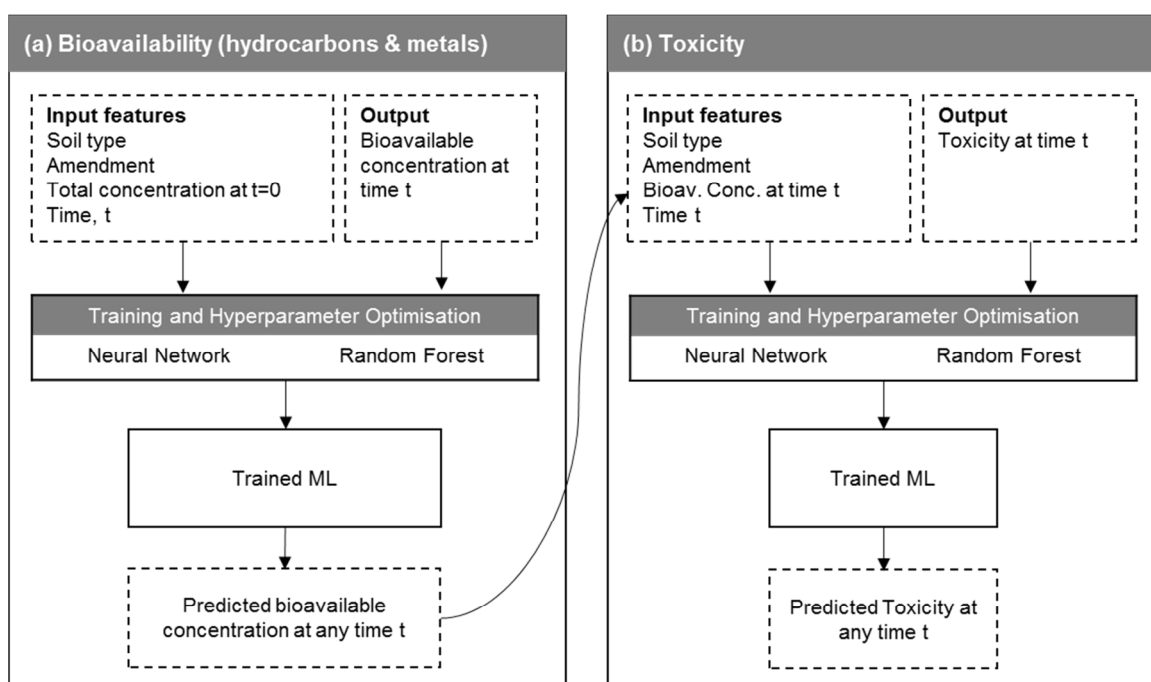 (a) Bioavailability (hydrocarbons & metals)
Input features
Soil type
Amendment
Total concentration at t=0
Time, t
Output
Bioavailable
concentration at
time t
Training and Hyperparameter Optimisation
Neural Network Random Forest
Trained ML
Predicted bioavailable
concentration at any time t
(b) Toxicity
Input features
Soil type
Amendment
Bioav. Conc. at time t
Time t
Output
Toxicity at time t
Training and Hyperparameter Optimisation
Neural Network Random Forest
Trained ML
Predicted Toxicity at
any time t